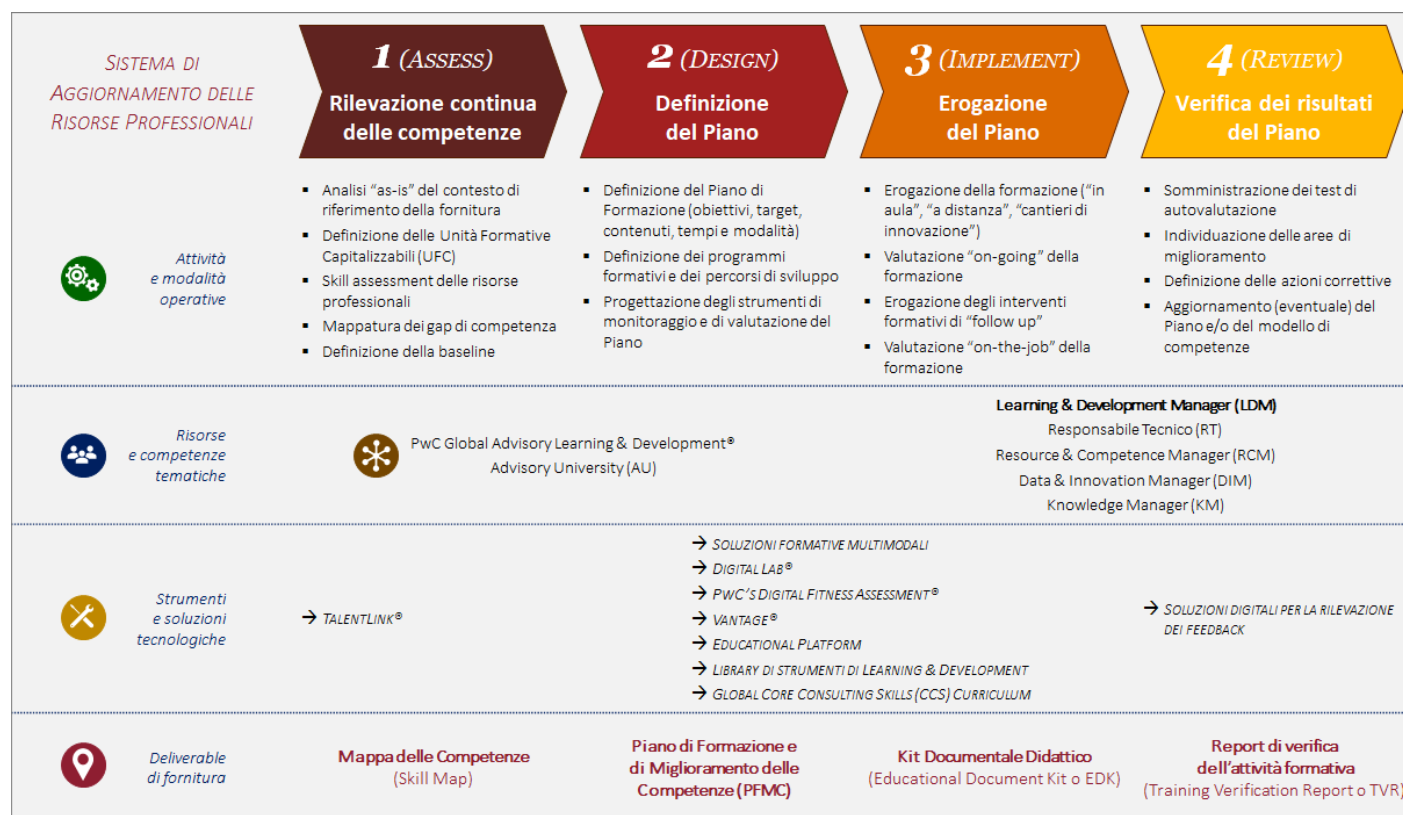 SISTEMA DI
AGGIORNAMENTO DELLE
RISORSE PROFESSIONALI
1 (ASSESS)
Rilevazione continua
delle competenze
2 (DESIGN)
Definizione
del Piano
3 (IMPLEMENT)
Erogazione
del Piano
4 (REVIEW)
Verifica dei risultati
del Piano
Attività
e modalità
operative
▪ Analisi “as-is” del contesto di
riferimento della fornitura
▪ Definizione delle Unità Formative
Capitalizzabili (UFC)
▪ Skill assessment delle risorse
professionali
▪ Mappatura dei gap di competenza
▪ Definizione della baseline
▪ Definizione del Piano di
Formazione (obiettivi, target,
contenuti, tempi e modalità)
▪ Definizione dei programmi
formativi e dei percorsi di sviluppo
▪ Progettazione degli strumenti di
monitoraggio e di valutazione del
Piano
▪ Erogazione della formazione (“in
aula”, “a distanza”, “cantieri di
innovazione”)
▪ Valutazione “on-going” della
formazione
▪ Erogazione degli interventi
formativi di “follow up”
▪ Valutazione “on-the-job” della
formazione
▪ Somministrazione dei test di
autovalutazione
▪ Individuazione delle aree di
miglioramento
▪ Definizione delle azioni correttive
▪ Aggiornamento (eventuale) del
Piano e/o del modello di
competenze
Risorse
e competenze
tematiche
PwC Global Advisory Learning & Development®
Advisory University (AU)
Learning & Development Manager (LDM)
Responsabile Tecnico (RT)
Resource & Competence Manager (RCM)
Data & Innovation Manager (DIM)
Knowledge Manager (KM)
Strumenti
e soluzioni
tecnologiche
→ TALENTLINK®
→ SOLUZIONI FORMATIVE MULTIMODALI
→ DIGITAL LAB®
→ PWC’S DIGITAL FITNESS ASSESSMENT®
→ VANTAGE®
→ EDUCATIONAL PLATFORM
→ LIBRARY DI STRUMENTI DI LEARNING & DEVELOPMENT
→ GLOBAL CORE CONSULTING SKILLS (CCS) CURRICULUM
→ SOLUZIONI DIGITALI PER LA RILEVAZIONE
DEI FEEDBACK
Deliverable
di fornitura
Mappa delle Competenze
(Skill Map)
Piano di Formazione e
di Miglioramento delle
Competenze (PFMC)
Kit Documentale Didattico
(Educational Document Kit o EDK)
Report di verifica
dell’attività formativa
(Training Verification Report o TVR)